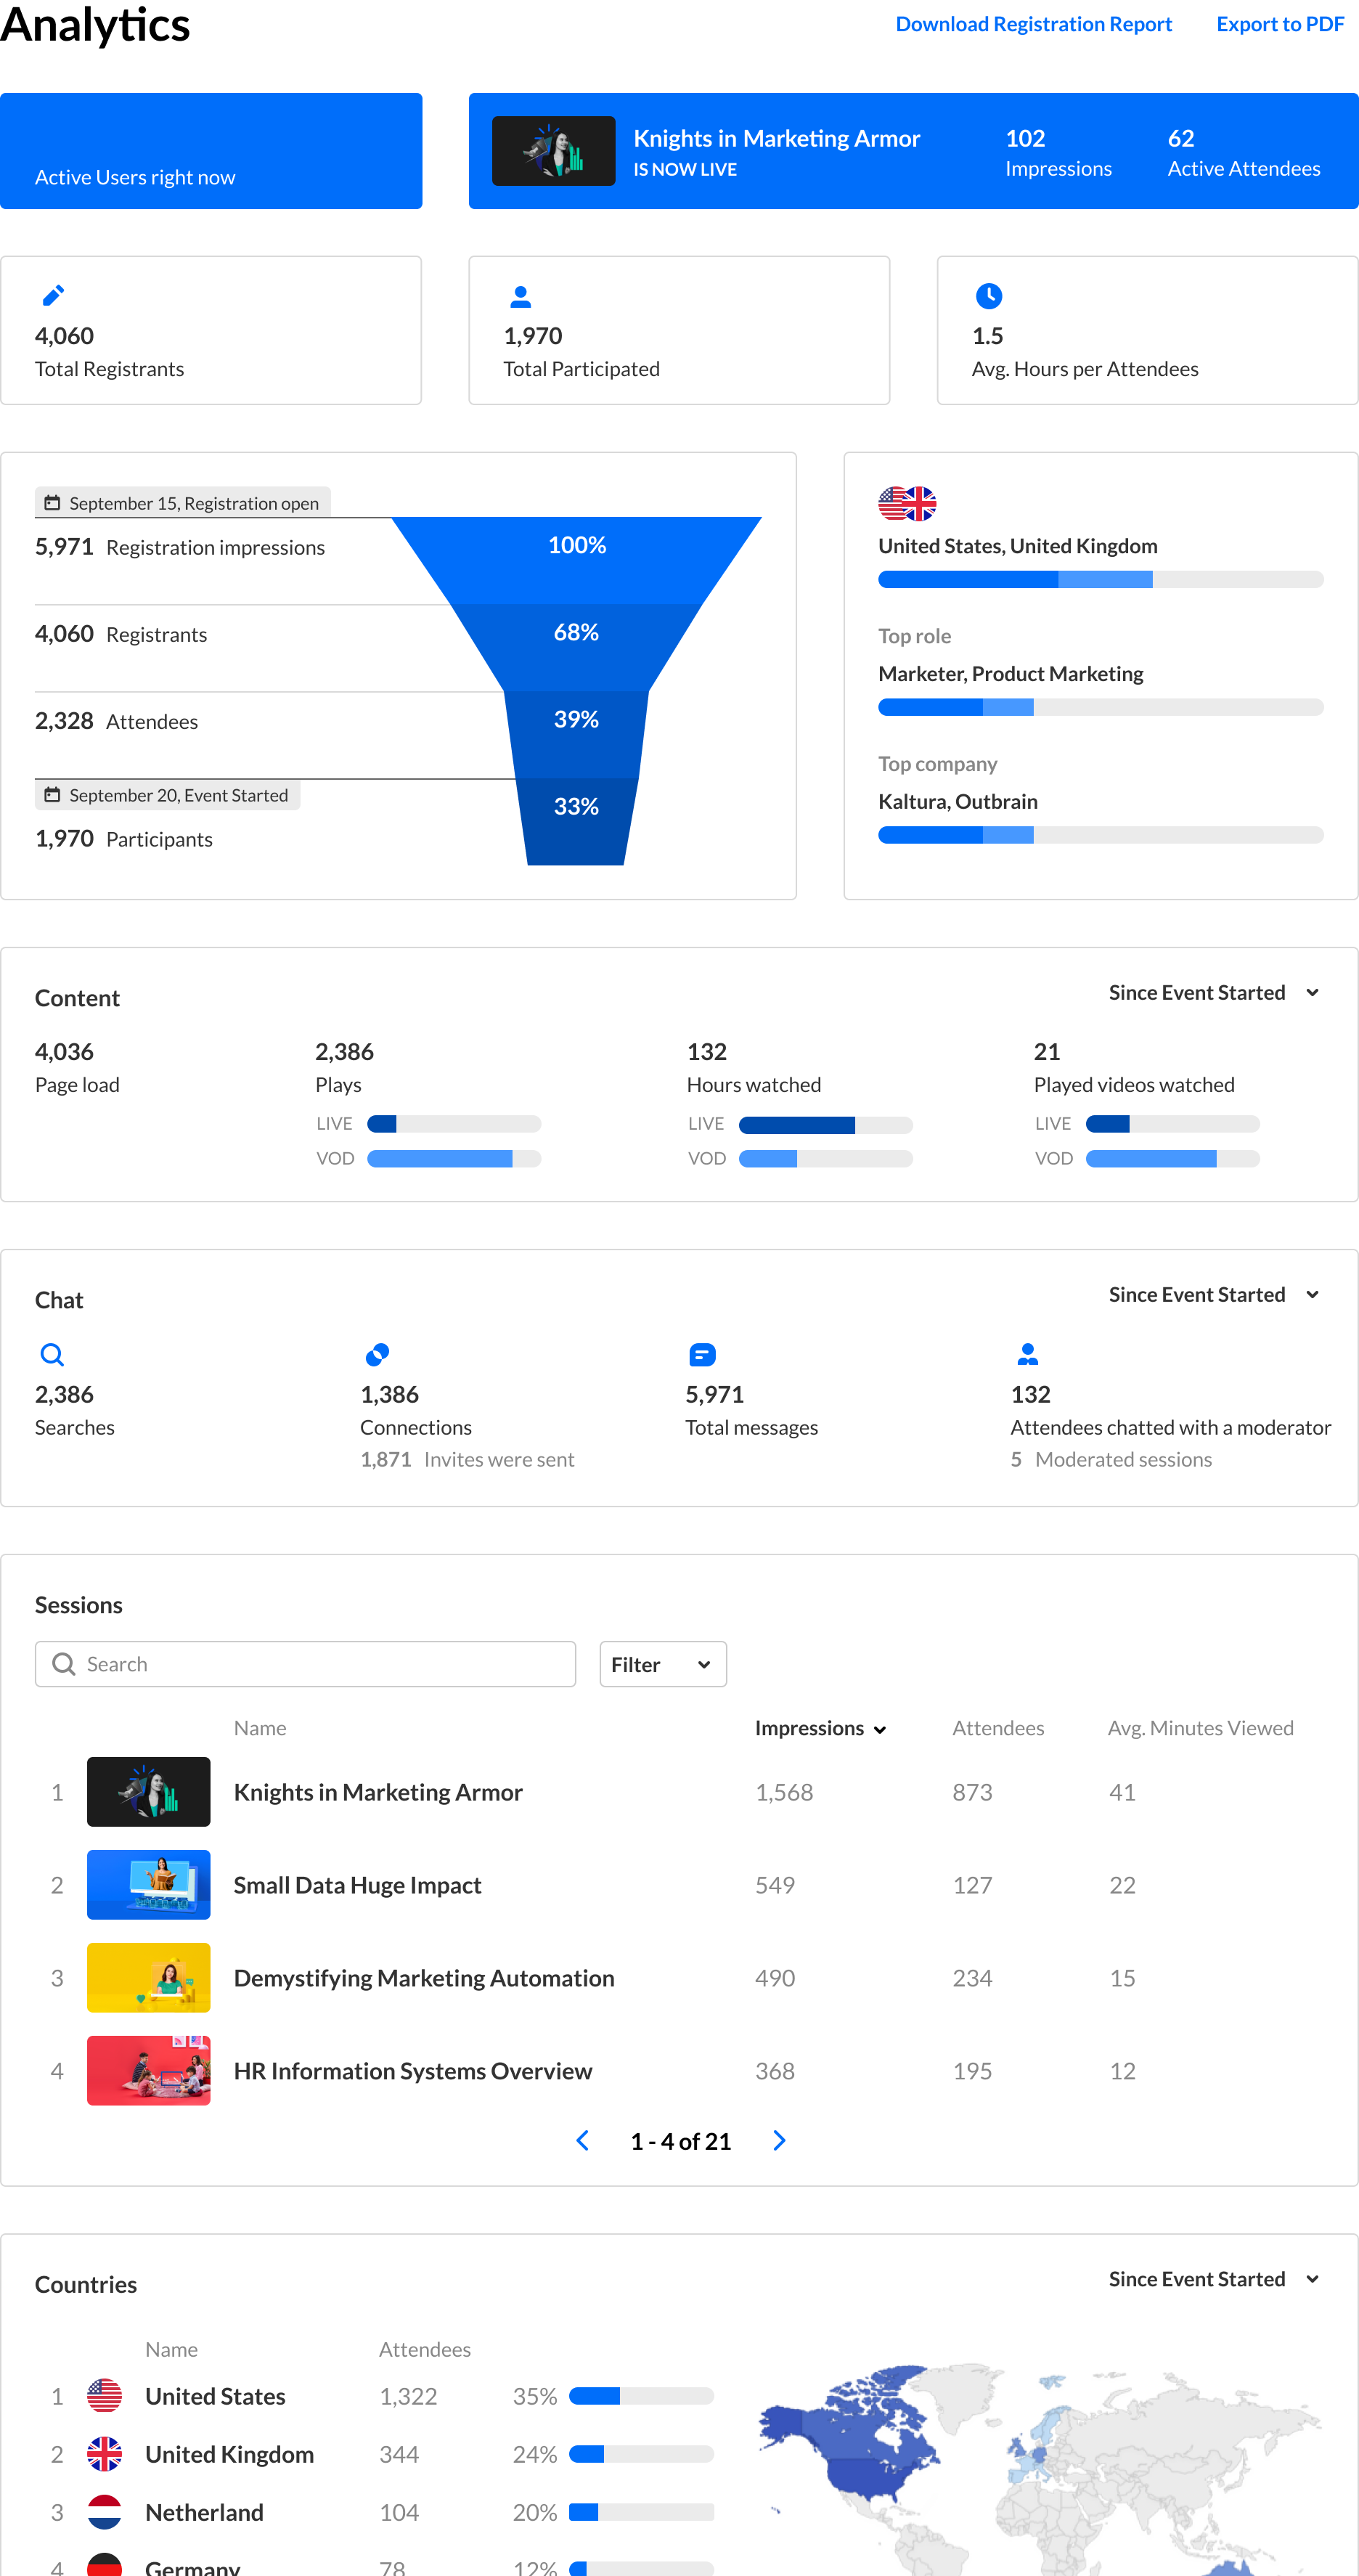 Analytics
Download Registration Report
Export to PDF
Active Users right now
Knights in Marketing Armor
IS NOW LIVE
102
Impressions
62
Active Attendees
4,060
Total Registrants
1,970
Total Participated
1.5
Avg. Hours per Attendees
September 15, Registration open
5,971 Registration impressions
100%
4,060 Registrants
68%
2,328 Attendees
39%
September 20, Event Started
33%
1,970 Participants
United States, United Kingdom
Top role
Marketer, Product Marketing
Top company
Kaltura, Outbrain
Content
Since Event Started
4,036
Page load
2,386
Plays
LIVE
VOD
132
Hours watched
LIVE
VOD
21
Played videos watched
LIVE
VOD
Chat
Since Event Started
2,386
Searches
1,386
Connections
1,871 Invites were sent
5,971
Total messages
132
Attendees chatted with a moderator
5 Moderated sessions
Sessions
Search
Filter
Name Impressions Attendees Avg. Minutes Viewed
1 Knights in Marketing Armor 1,568 873 41
2 Small Data Huge Impact 549 127 22
3 Demystifying Marketing Automation 490 234 15
4 HR Information Systems Overview 368 195 12
1 - 4 of 21
Countries
Since Event Started
Name Attendees
1 United States 1,322 35%
2 United Kingdom 344 24%
3 Netherland 104 20%
4 Germany 78 12%